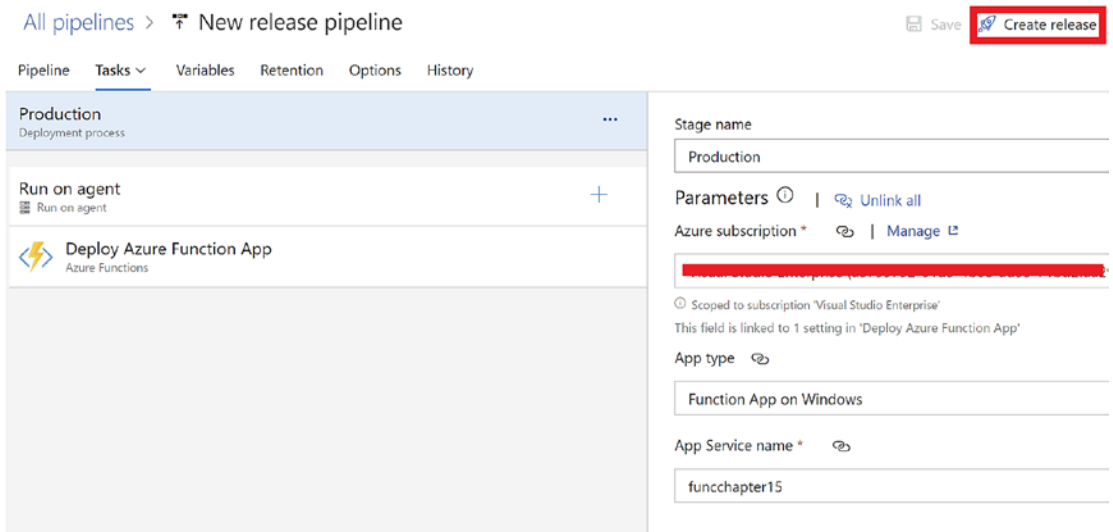 All pipelines > New release pipeline
Save Create release
Pipeline Tasks Variables Retention Options History
Production
Deployment process
Run on agent
Run on agent
Deploy Azure Function App
Azure Functions
Stage name
Production
Parameters | Unlink all
Azure subscription * | Manage
Scoped to subscription 'Visual Studio Enterprise'
This field is linked to 1 setting in 'Deploy Azure Function App'
App type
Function App on Windows
App Service name *
funcchapter15